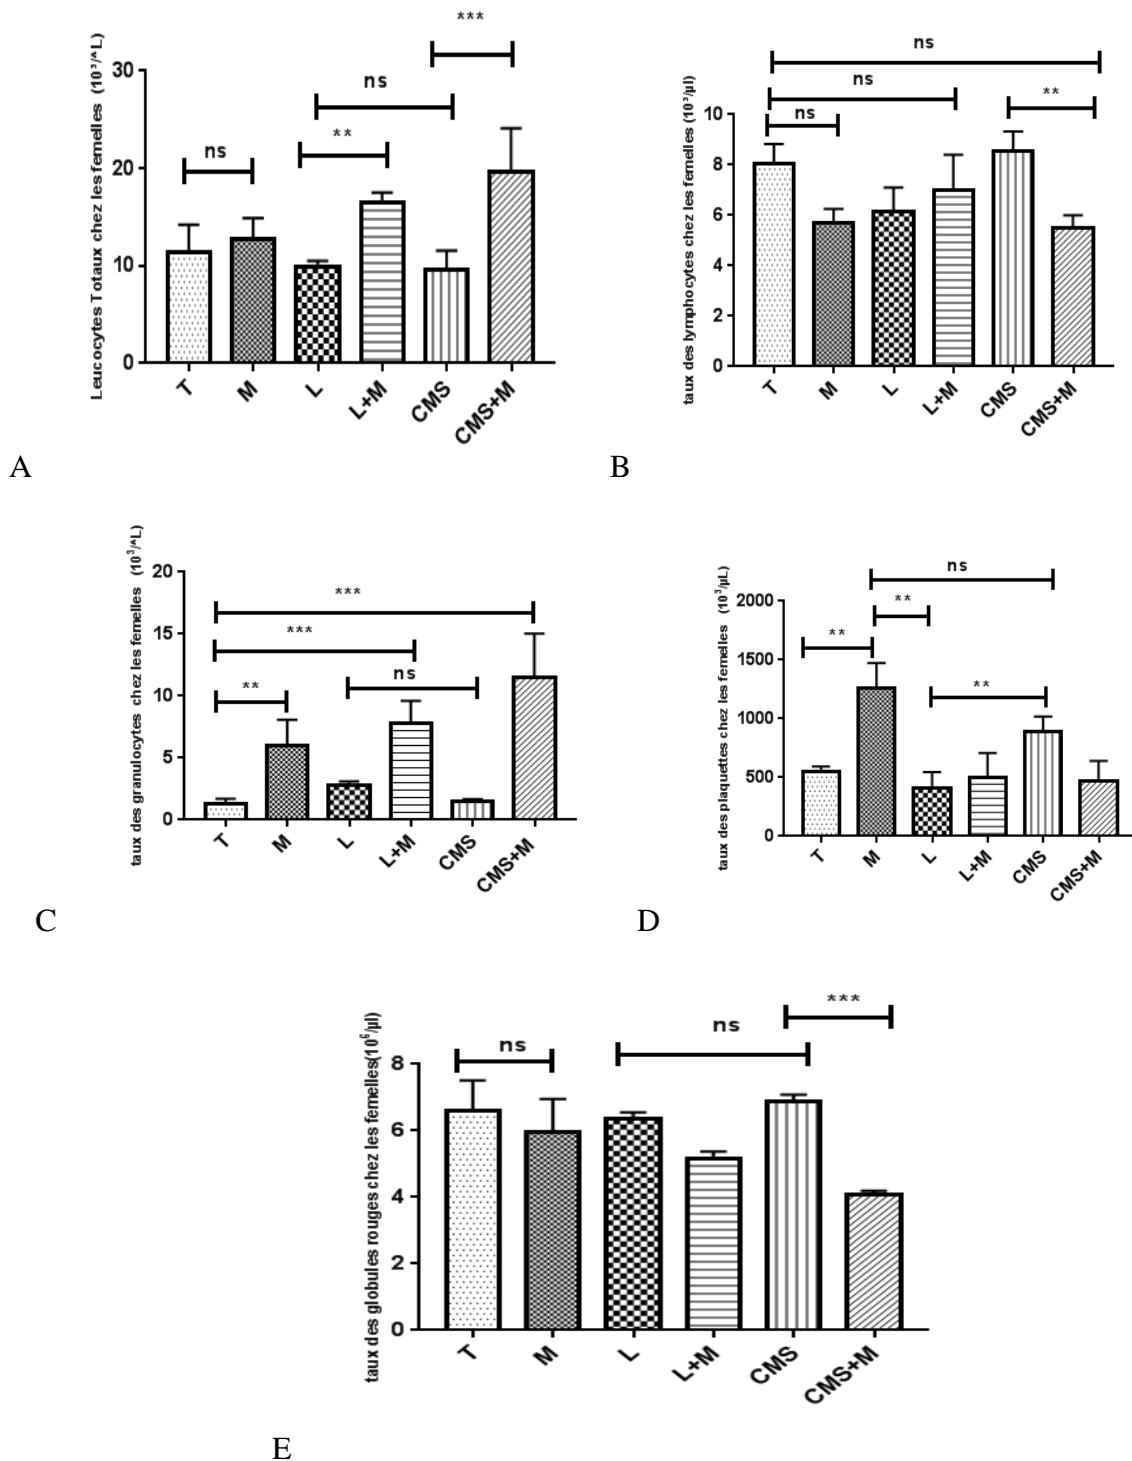 ***
ns
**
ns
Leucocytes Totaux chez les femelles (10³/^L)
30
20
10
0
T
M
L
L+M
CMS
CMS+M
A
ns
ns
**
ns
taux des lymphocytes chez les femelles (10³/µl)
10
8
6
4
2
0
T
M
L
L+M
CMS
CMS+M
B
***
***
ns
**
taux des granulocytes chez les femelles (10³/^L)
20
15
10
5
0
T
M
L
L+M
CMS
CMS+M
C
ns
**
**
**
taux des plaquettes chez les femelles (10³/µL)
2000
1500
1000
500
0
T
M
L
L+M
CMS
CMS+M
D
***
ns
ns
taux des globules rouges chez les femelles(10⁶/µl)
8
6
4
2
0
T
M
L
L+M
CMS
CMS+M
E